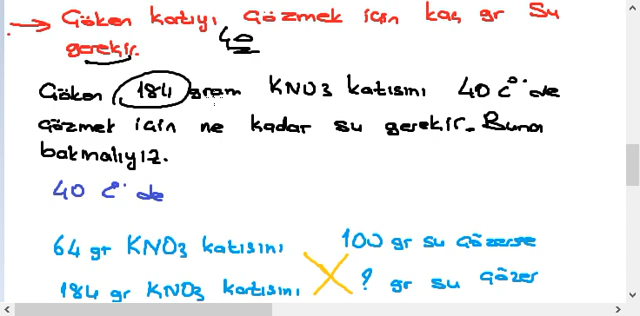 → Çöken katıyı çözmek için kaç gr su
gerekir.
40
Çöken 184 gram KNO3 katısını 40 C° de
çözmek için ne kadar su gerekir. Buna
bakmalıyız.
40 C° de
64 gr KNO3 katısını 100 gr su çözerse
184 gr KNO3 katısını ? gr su çözer